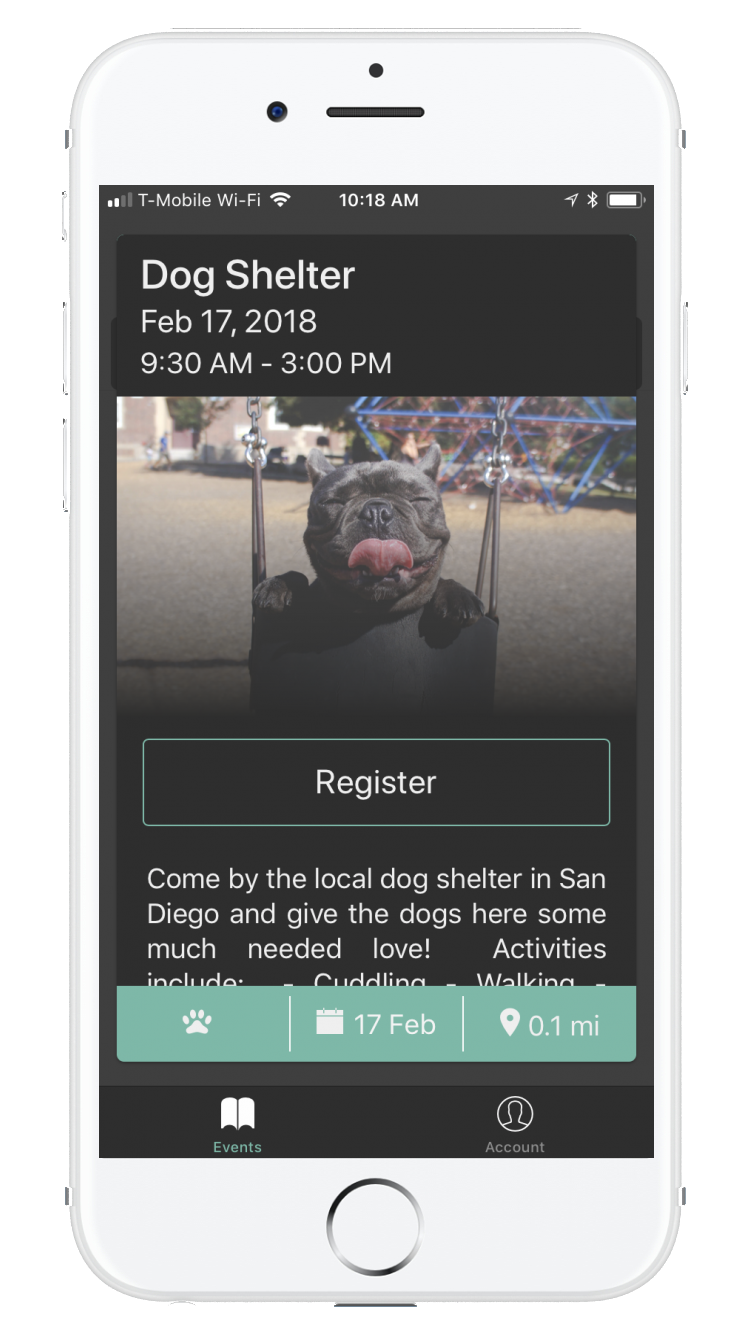 T-Mobile Wi-Fi 10:18 AM
Dog Shelter
Feb 17, 2018
9:30 AM - 3:00 PM
Register
Come by the local dog shelter in San
Diego and give the dogs here some
much needed love! Activities
include: - Cuddling - Walking -
17 Feb 0.1 mi
Events Account